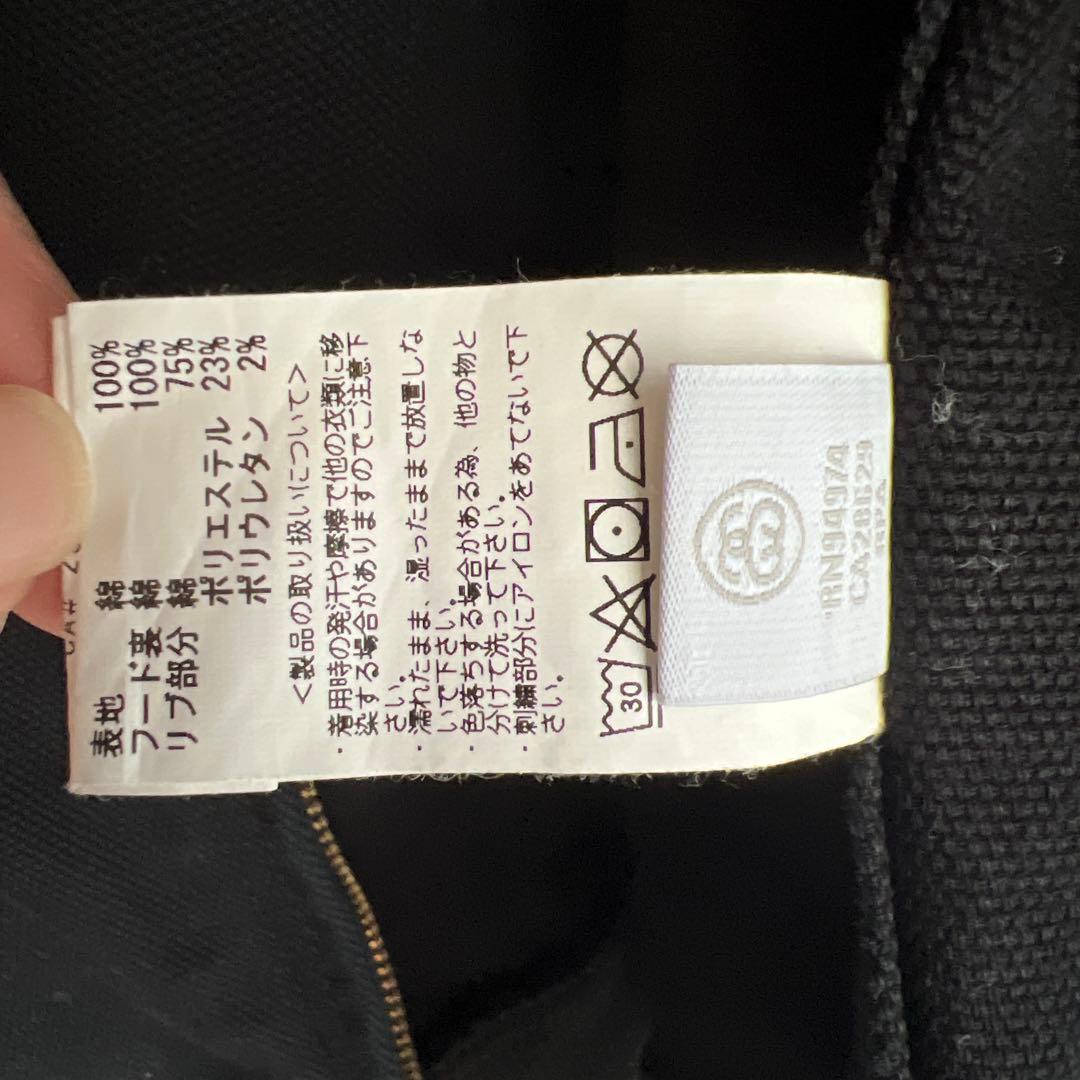 表地 綿 100%
フード裏 綿 100%
リブ部分 綿 75%
ポリエステル 23%
ポリウレタン 2%
<製品の取り扱いについて>
・着用時の発汗や摩擦で他の衣類に移
染する場合がありますのでご注意下
さい。
・濡れたまま、湿ったままで放置しな
いで下さい。
・色落ちする場合がある為、他の物と
分けて洗って下さい。
・刺繍部分にアイロンをあてないで下
さい。
30
RN94974
CA28629